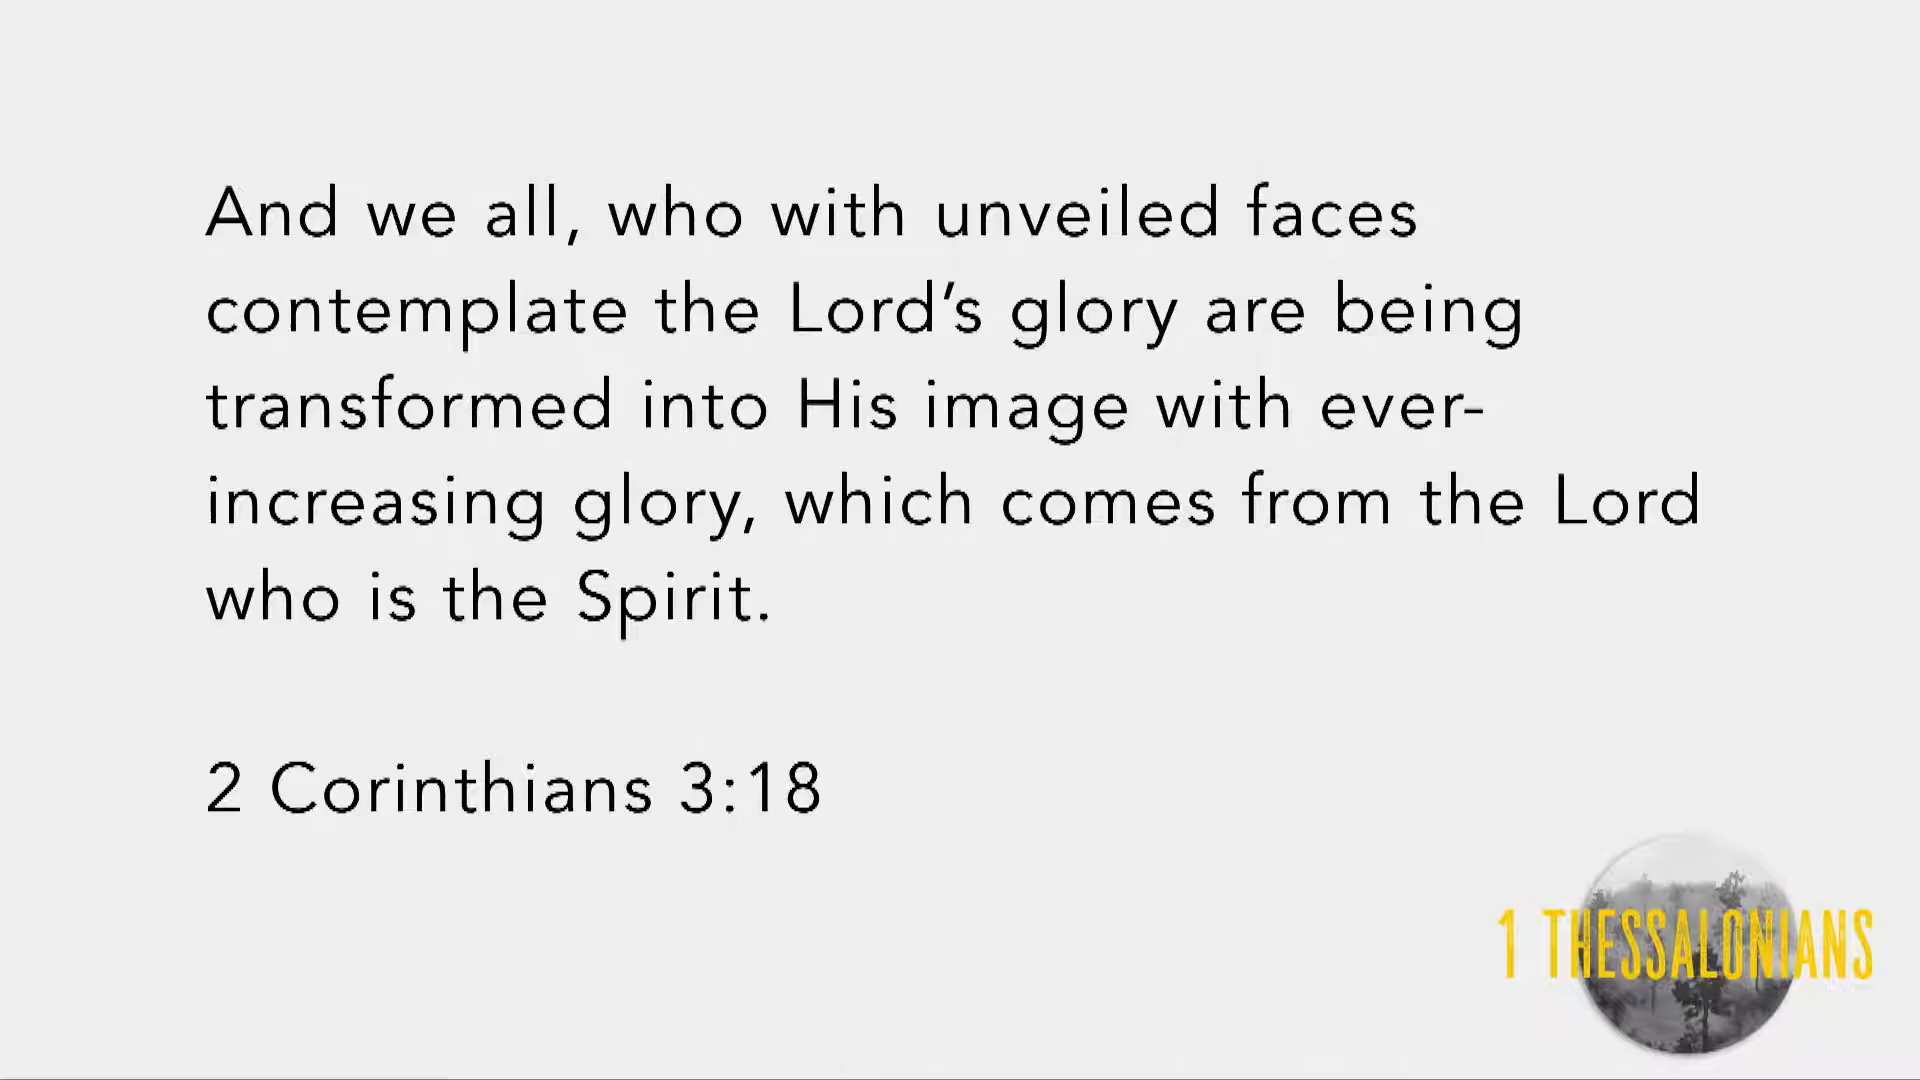 And we all, who with unveiled faces
contemplate the Lord’s glory are being
transformed into His image with ever-
increasing glory, which comes from the Lord
who is the Spirit.
2 Corinthians 3:18
1 THESSALONIANS